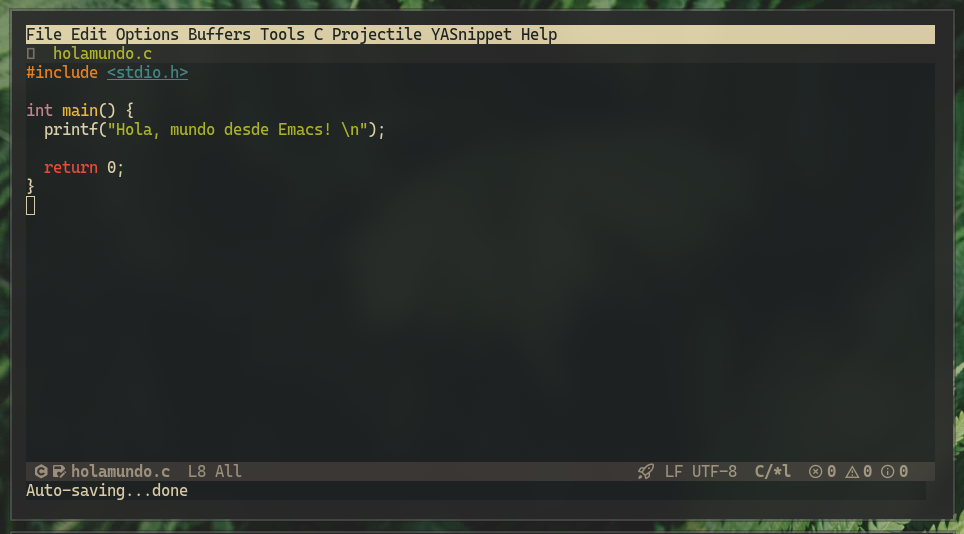 File Edit Options Buffers Tools C Projectile YASnippet Help
holamundo.c
#include <stdio.h>
int main() {
  printf("Hola, mundo desde Emacs! \n");
  return 0;
}
holamundo.c  L8 All  LF UTF-8  C/*l  0 0 0
Auto-saving...done